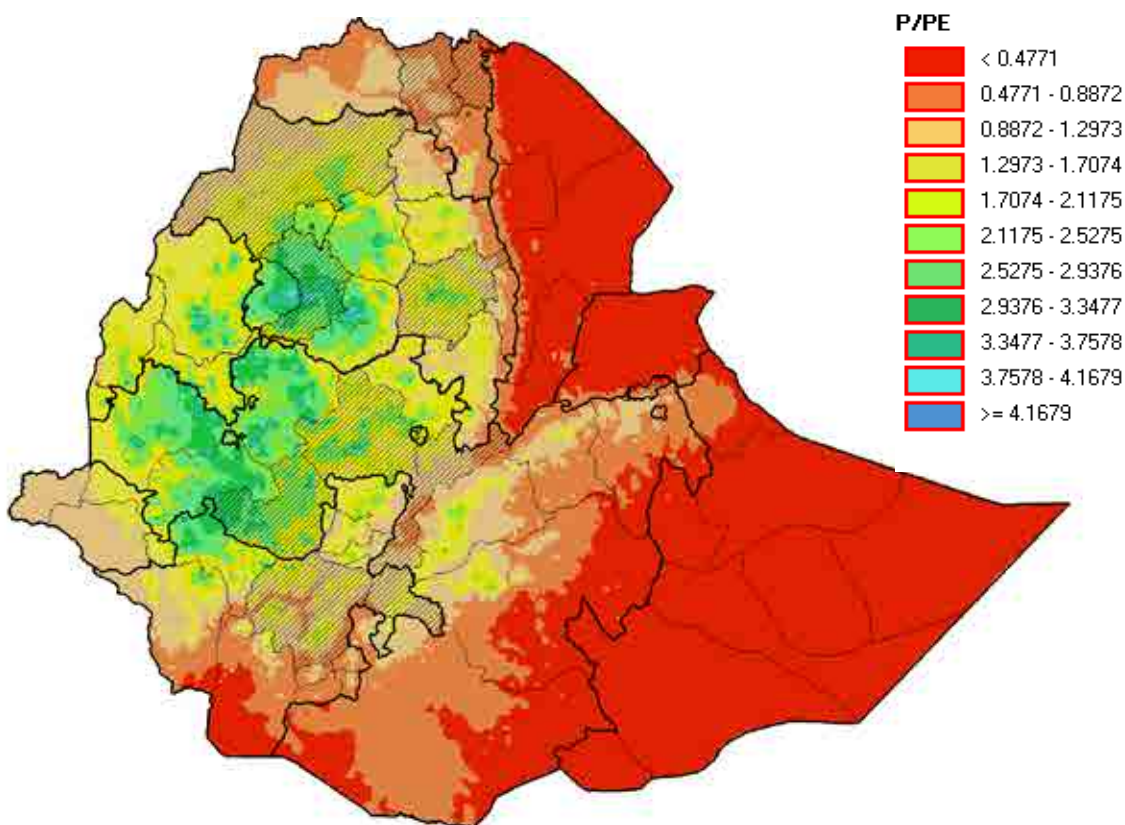 P/PE
< 0.4771
0.4771 - 0.8872
0.8872 - 1.2973
1.2973 - 1.7074
1.7074 - 2.1175
2.1175 - 2.5275
2.5275 - 2.9376
2.9376 - 3.3477
3.3477 - 3.7578
3.7578 - 4.1679
>= 4.1679